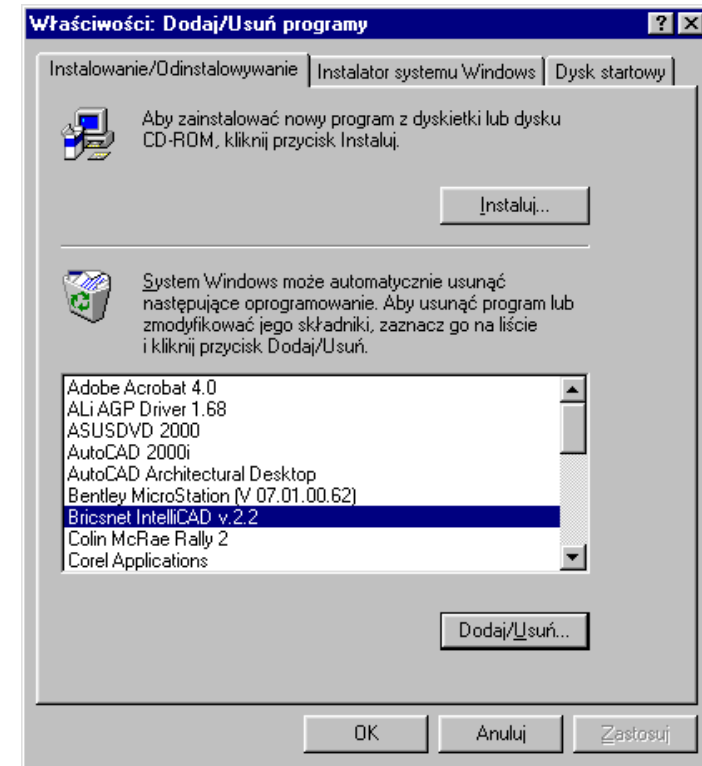 Właściwości: Dodaj/Usuń programy
Instalowanie/Odinstalowywanie Instalator systemu Windows Dysk startowy
Aby zainstalować nowy program z dyskietki lub dysku
CD-ROM, kliknij przycisk Instaluj.
Instaluj...
System Windows może automatycznie usunąć
następujące oprogramowanie. Aby usunąć program lub
zmodyfikować jego składniki, zaznacz go na liście
i kliknij przycisk Dodaj/Usuń.
Adobe Acrobat 4.0
ALi AGP Driver 1.68
ASUSDVD 2000
AutoCAD 2000i
AutoCAD Architectural Desktop
Bentley MicroStation (V 07.01.00.62)
Bricsnet IntelliCAD v.2.2
Colin McRae Rally 2
Corel Applications
Dodaj/Usuń...
OK Anuluj Zastosuj